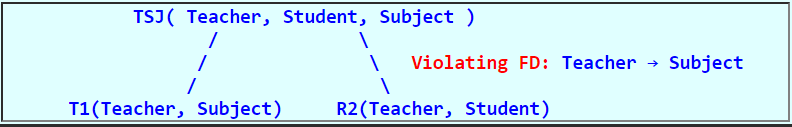 TSJ( Teacher, Student, Subject )
/ \
/ \ Violating FD: Teacher → Subject
/ \
T1(Teacher, Subject) R2(Teacher, Student)